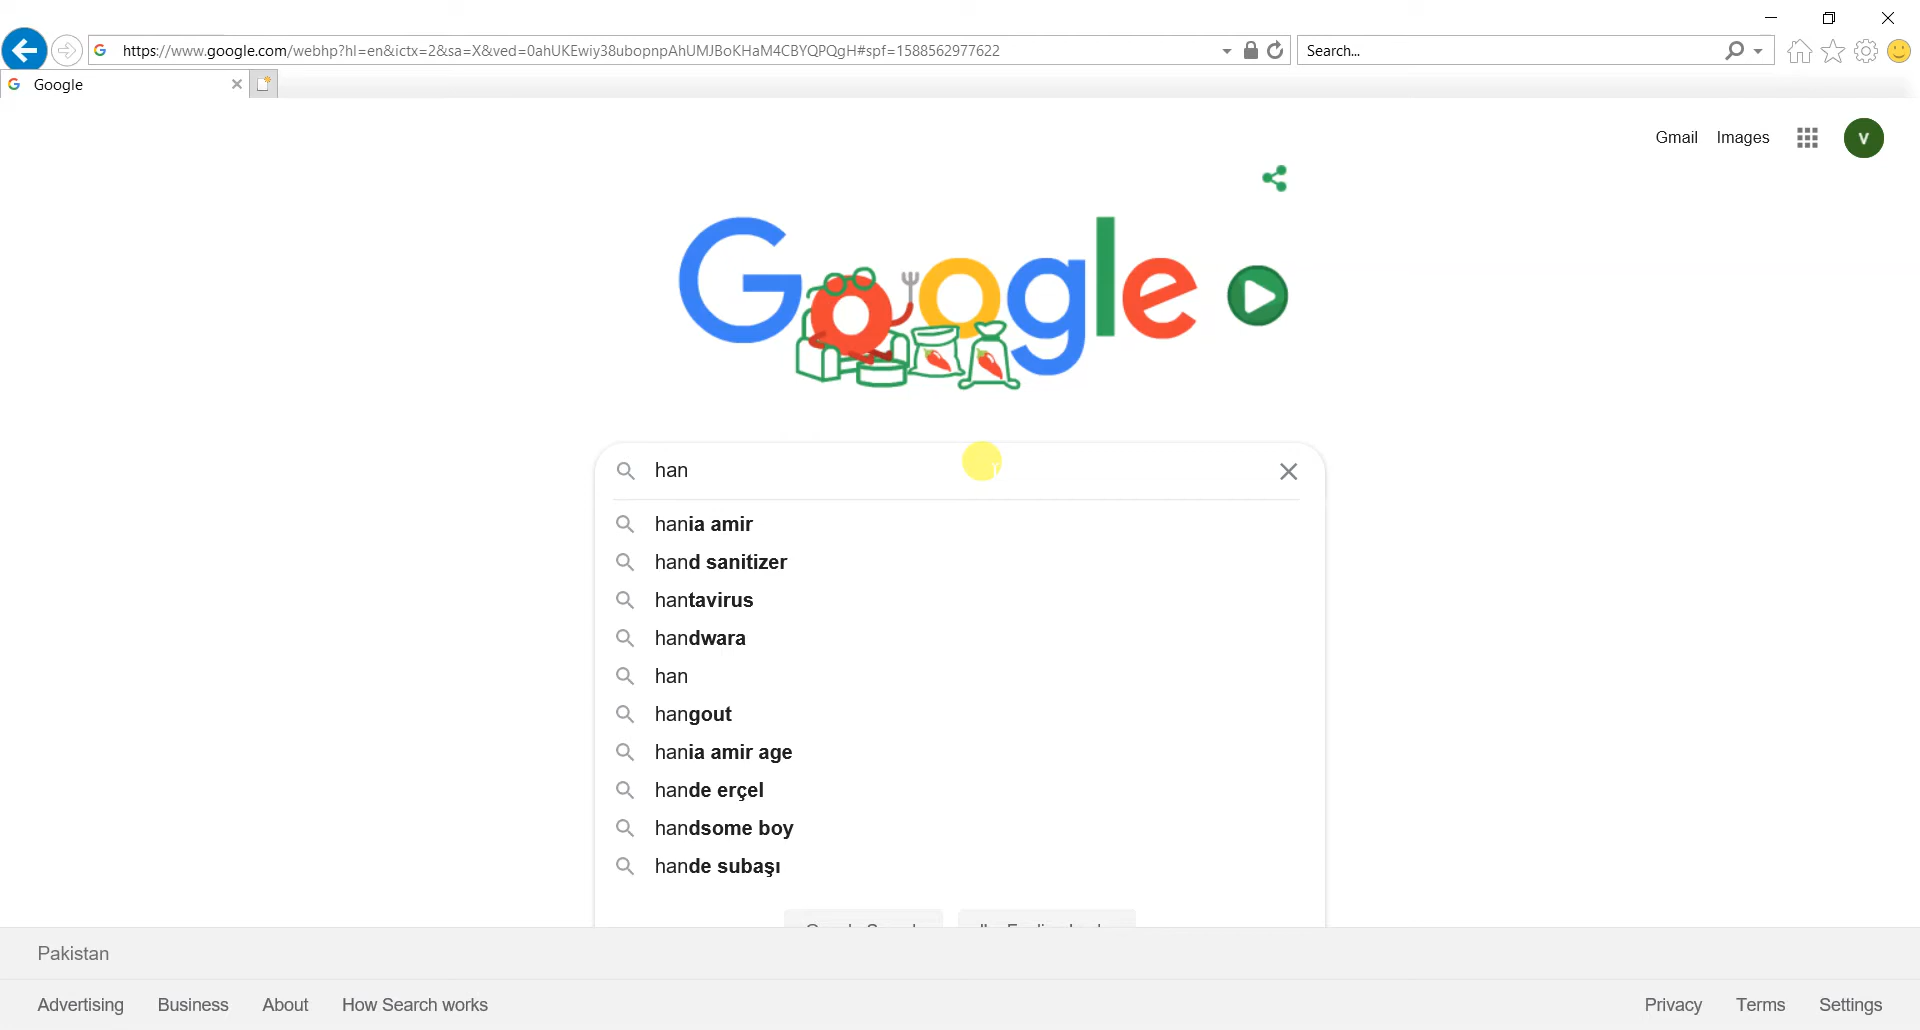 https://www.google.com/webhp?hl=en&ictx=2&sa=X&ved=0ahUKEwiy38ubopnpAhUMJBoKHaM4CBYQPQgH#spf=1588562977622
Search...
Google
Gmail Images
V
Google
han
hania amir
hand sanitizer
hantavirus
handwara
han
hangout
hania amir age
hande erçel
handsome boy
hande subaşı
Pakistan
Advertising Business About How Search works
Privacy Terms Settings